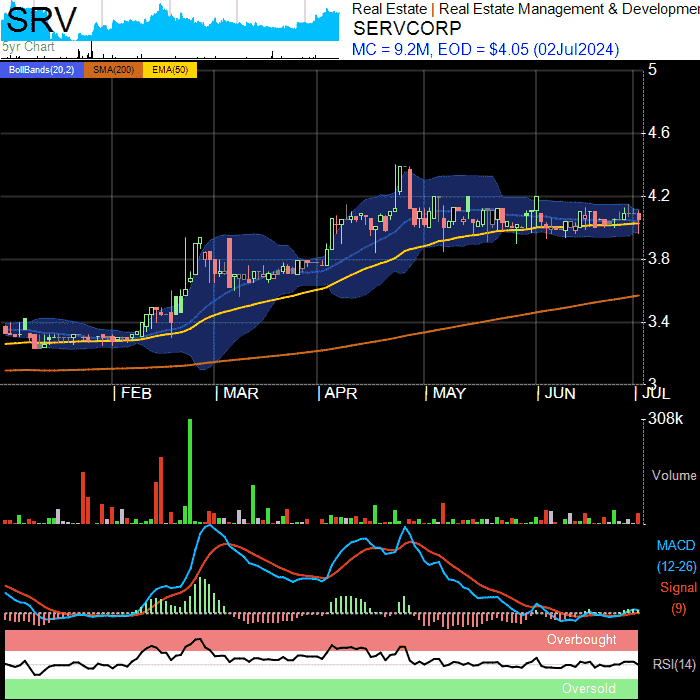 SRV
5yr Chart
Real Estate | Real Estate Management & Developmen
SERVCORP
MC = 9.2M, EOD = $4.05 (02Jul2024)
BollBands(20,2) SMA(200) EMA(50)
5
4.6
4.2
3.8
3.4
3
FEB MAR APR MAY JUN JUL
308k
Volume
MACD
(12-26)
Signal
(9)
Overbought
RSI(14)
Oversold